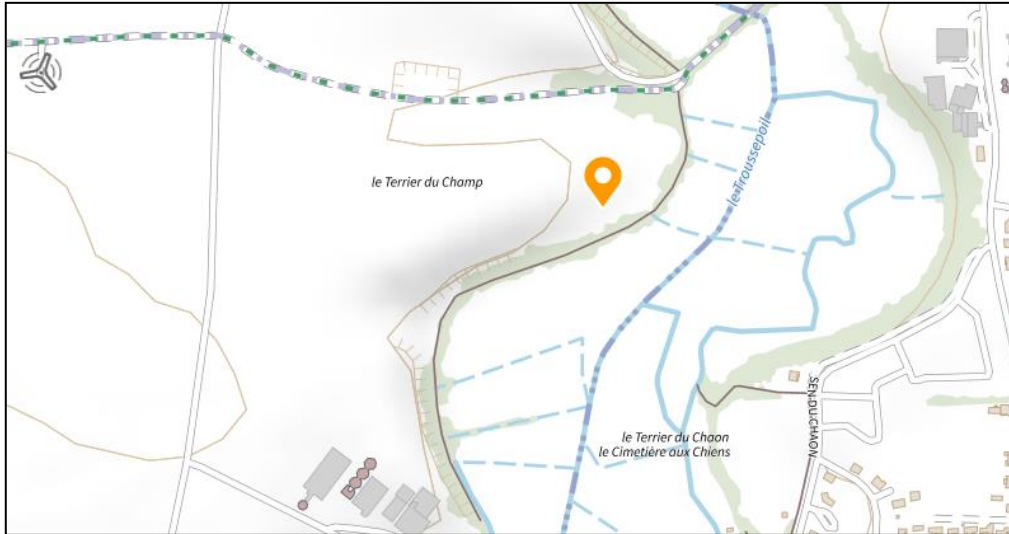 le Troussepoil
le Terrier du Champ
SEN DU CHAON
le Terrier du Chaon
le Cimetière aux Chiens